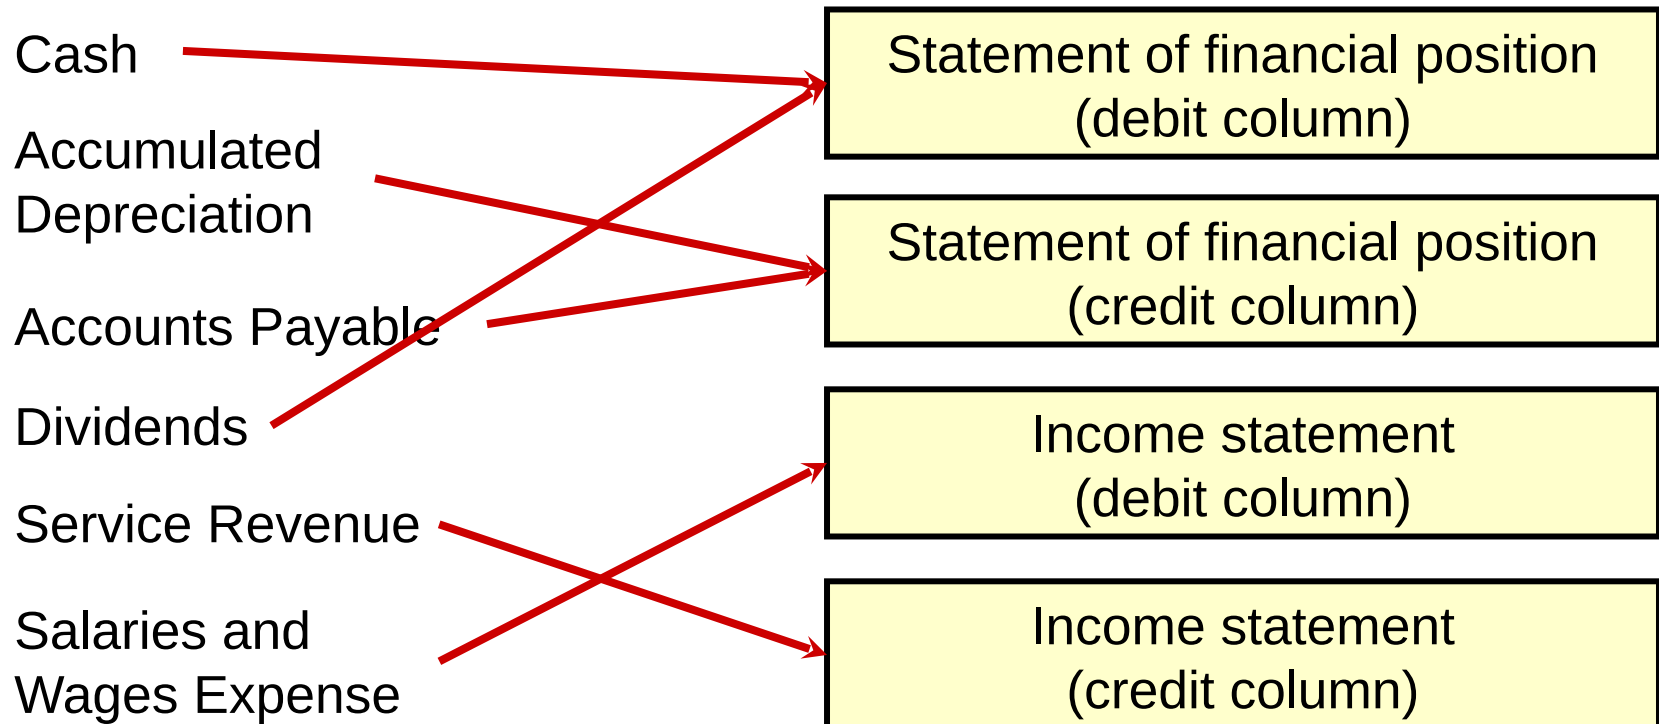 Cash
Accumulated
Depreciation
Accounts Payable
Dividends
Service Revenue
Salaries and
Wages Expense
Statement of financial position
(debit column)
Statement of financial position
(credit column)
Income statement
(debit column)
Income statement
(credit column)